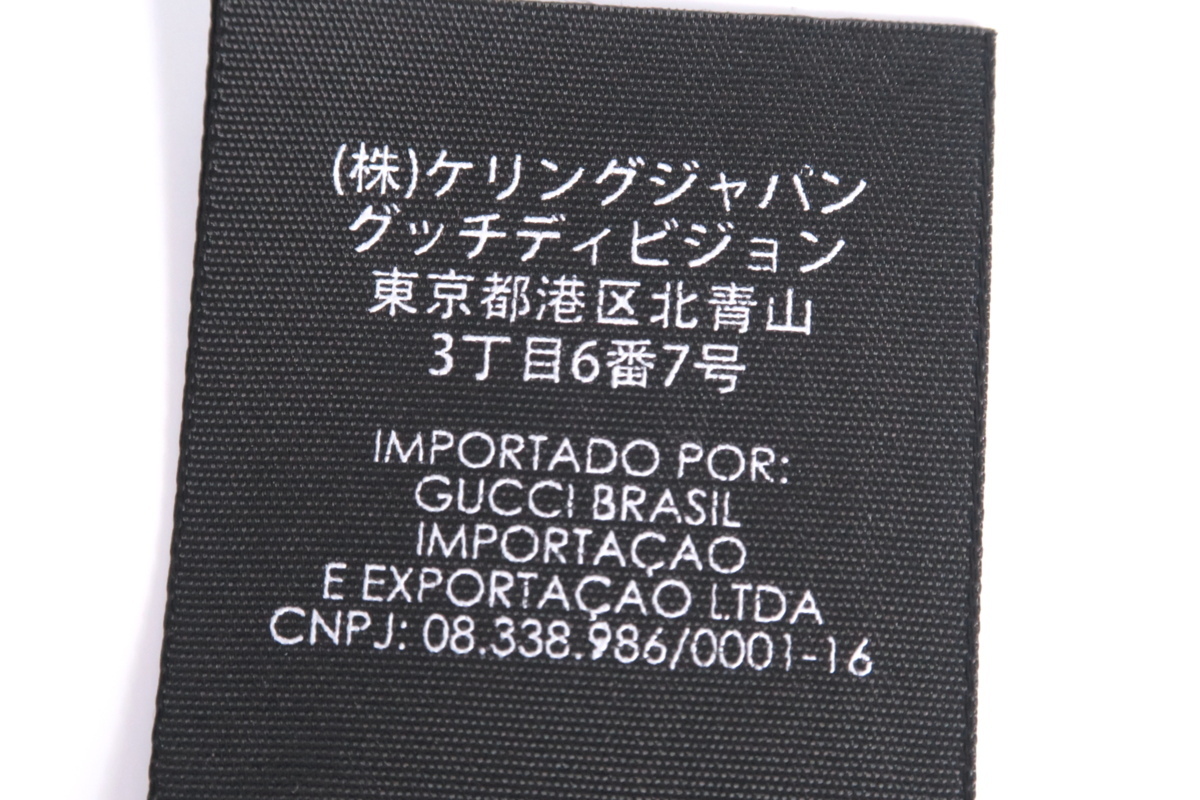 (株)ケリングジャパン
グッチディビジョン
東京都港区北青山
3丁目6番7号
IMPORTADO POR:
GUCCI BRASIL
IMPORTAÇAO
E EXPORTAÇAO LTDA
CNPJ: 08.338.986/0001-16